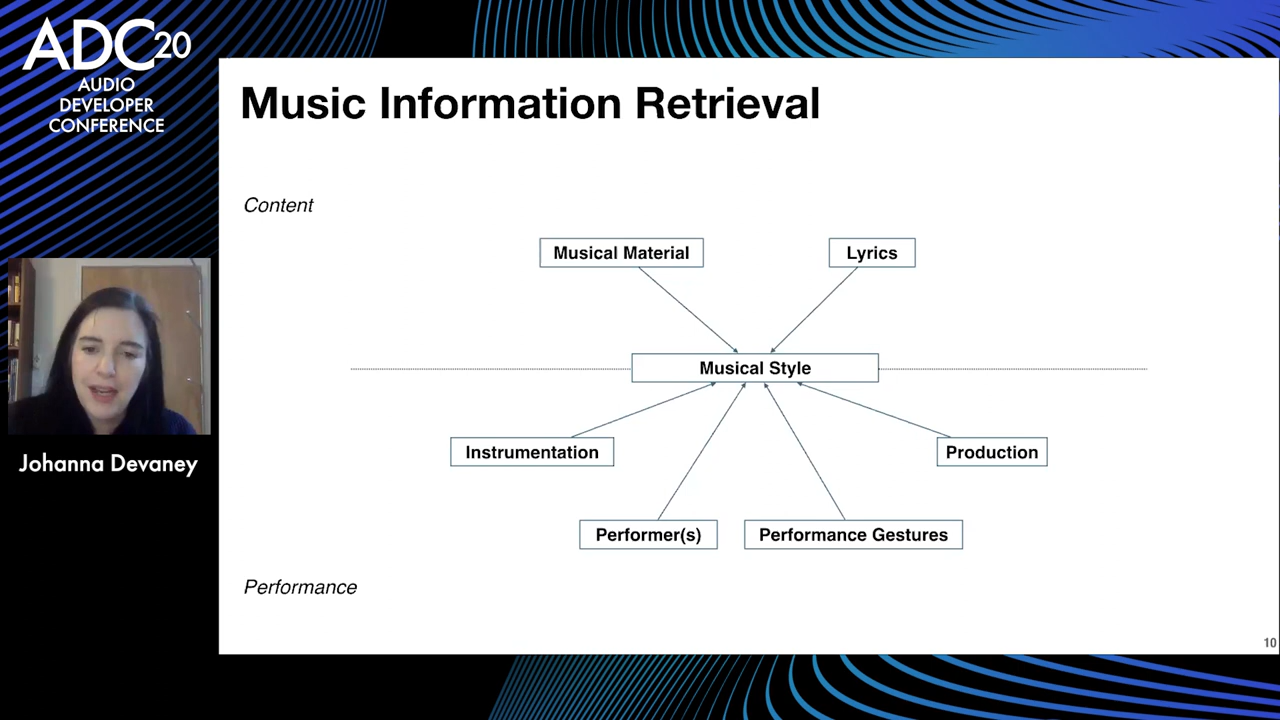 ADC20
AUDIO
DEVELOPER
CONFERENCE
Music Information Retrieval
Content
Musical Material
Lyrics
Musical Style
Instrumentation
Production
Performer(s)
Performance Gestures
Performance
10
Johanna Devaney